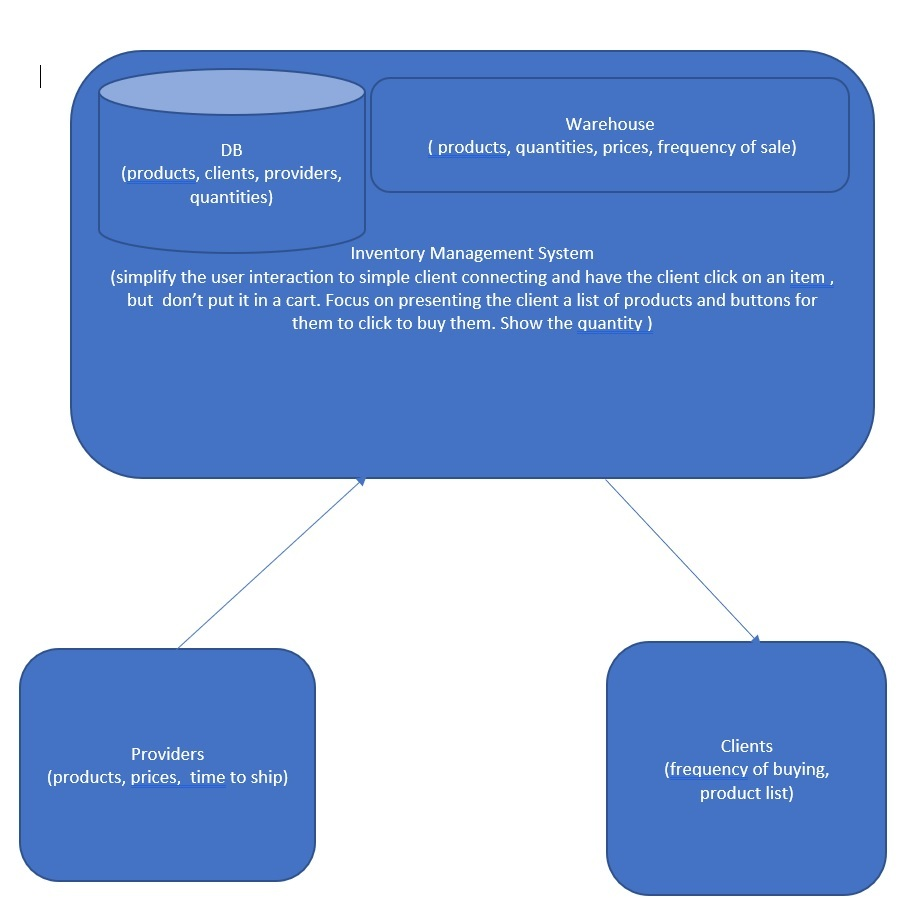 DB
(products, clients, providers,
quantities)
Warehouse
( products, quantities, prices, frequency of sale)
Inventory Management System
(simplify the user interaction to simple client connecting and have the client click on an item ,
but  don’t put it in a cart. Focus on presenting the client a list of products and buttons for
them to click to buy them. Show the quantity )
Providers
(products, prices,  time to ship)
Clients
(frequency of buying,
product list)